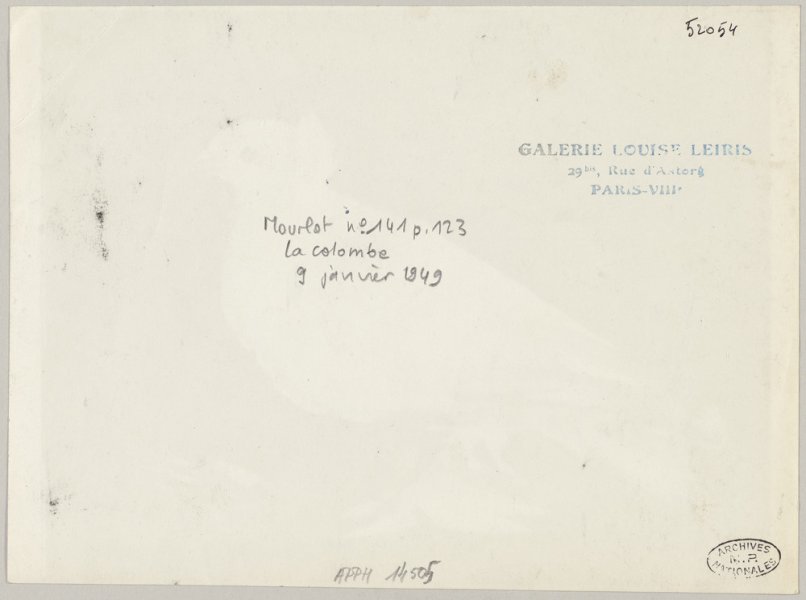 52054
GALERIE LOUISE LEIRIS
29bis, Rue d'Astorg
PARIS-VIIIe
Mourlot nº141 p.123
La colombe
9 janvier 1949
APPH 14505
ARCHIVES
M.P.
NATIONALES